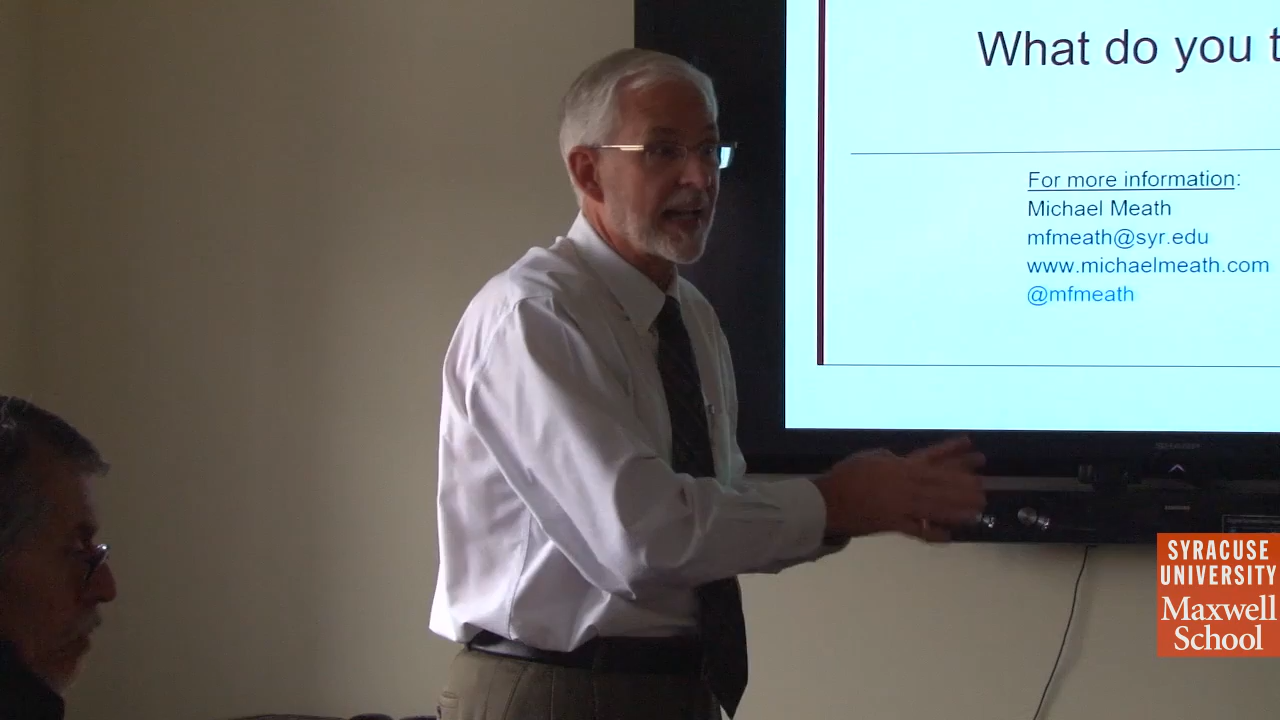 What do you t
For more information:
Michael Meath
mfmeath@syr.edu
www.michaelmeath.com
@mfmeath
SHARP
SYRACUSE
UNIVERSITY
Maxwell
School